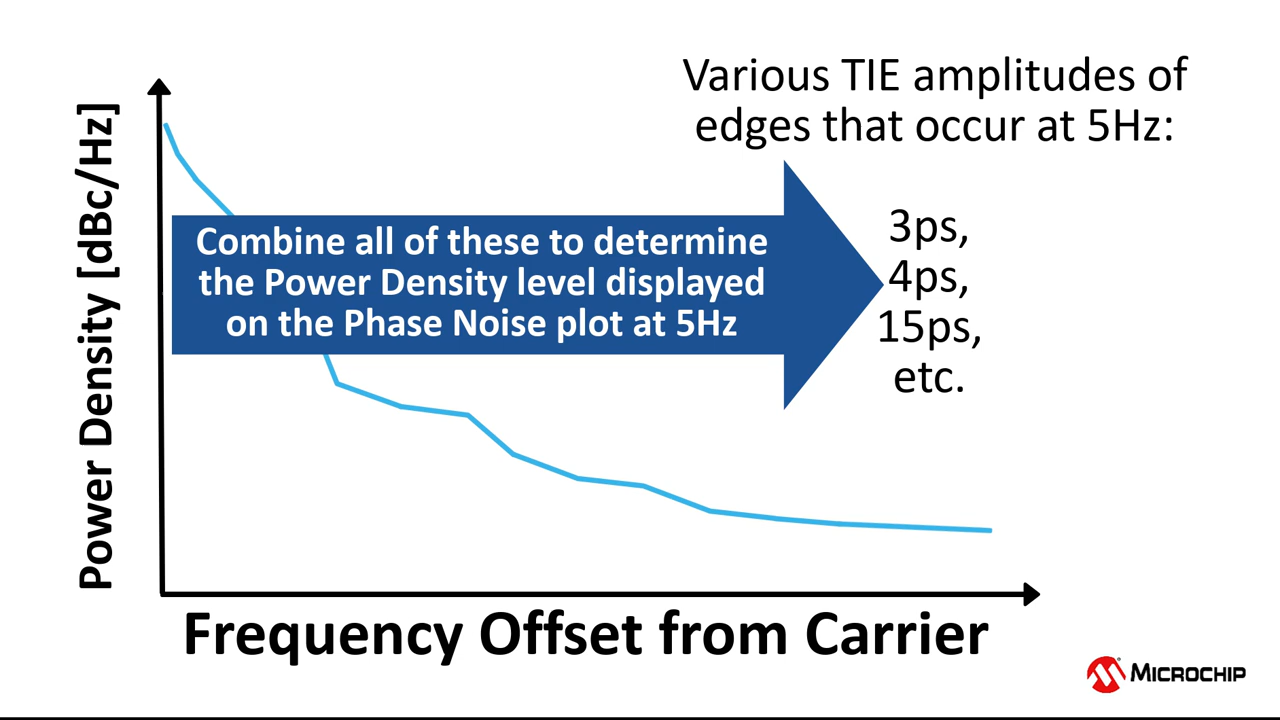 Various TIE amplitudes of
edges that occur at 5Hz:
Power Density [dBc/Hz]
Combine all of these to determine
the Power Density level displayed
on the Phase Noise plot at 5Hz
3ps,
4ps,
15ps,
etc.
Frequency Offset from Carrier
MICROCHIP